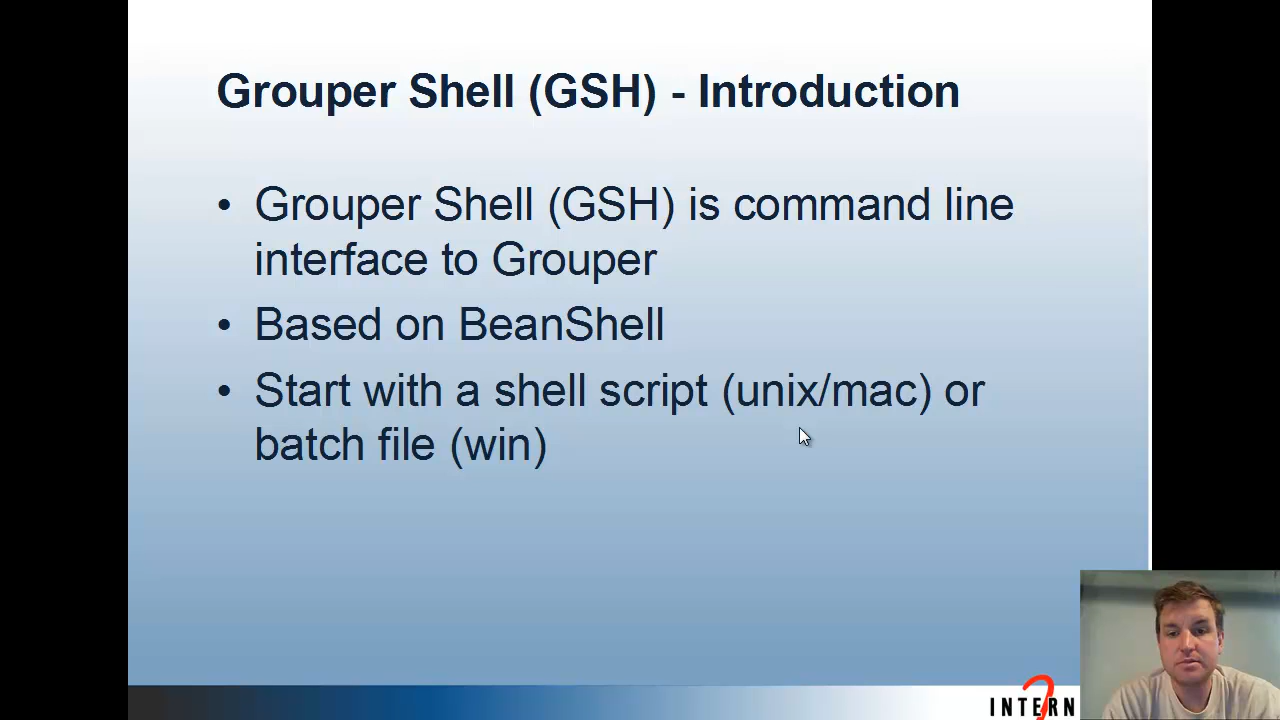 Grouper Shell (GSH) - Introduction
• Grouper Shell (GSH) is command line
interface to Grouper
• Based on BeanShell
• Start with a shell script (unix/mac) or
batch file (win)
INTERN